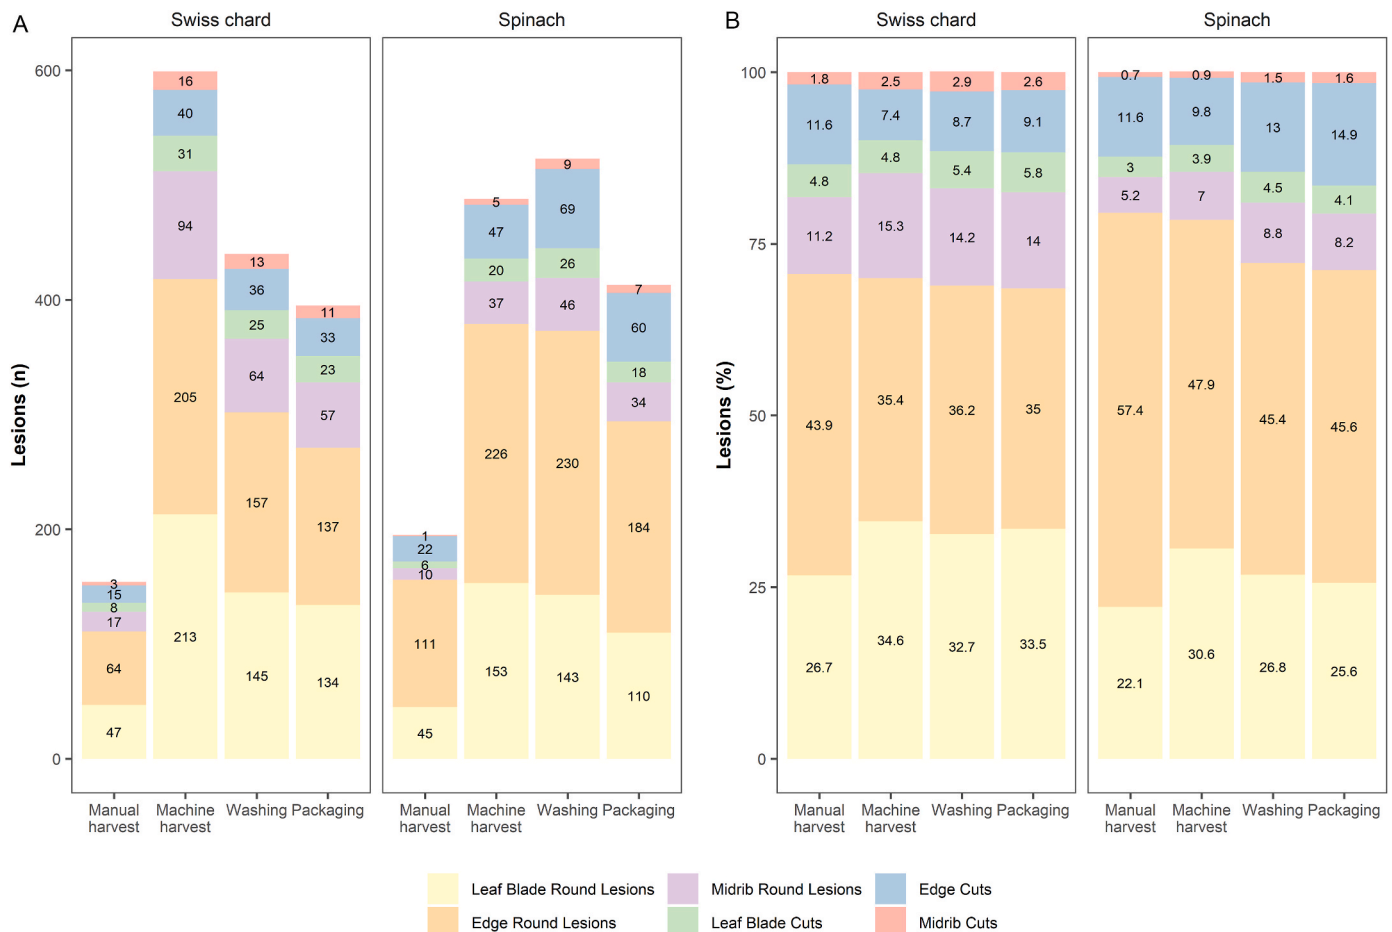 A
Swiss chard
Spinach
Lesions (n)
600
400
200
0
3
15
8
17
64
47
16
40
31
94
205
213
13
36
25
64
157
145
11
33
23
57
137
134
1
22
6
10
111
45
5
47
20
37
226
153
9
69
26
46
230
143
7
60
18
34
184
110
Manual
harvest
Machine
harvest
Washing
Packaging
Manual
harvest
Machine
harvest
Washing
Packaging
B
Swiss chard
Spinach
Lesions (%)
100
75
50
25
0
1.8
11.6
4.8
11.2
43.9
26.7
2.5
7.4
4.8
15.3
35.4
34.6
2.9
8.7
5.4
14.2
36.2
32.7
2.6
9.1
5.8
14
35
33.5
0.7
11.6
3
5.2
57.4
22.1
0.9
9.8
3.9
7
47.9
30.6
1.5
13
4.5
8.8
45.4
26.8
1.6
14.9
4.1
8.2
45.6
25.6
Manual
harvest
Machine
harvest
Washing
Packaging
Manual
harvest
Machine
harvest
Washing
Packaging
Leaf Blade Round Lesions
Midrib Round Lesions
Edge Cuts
Edge Round Lesions
Leaf Blade Cuts
Midrib Cuts